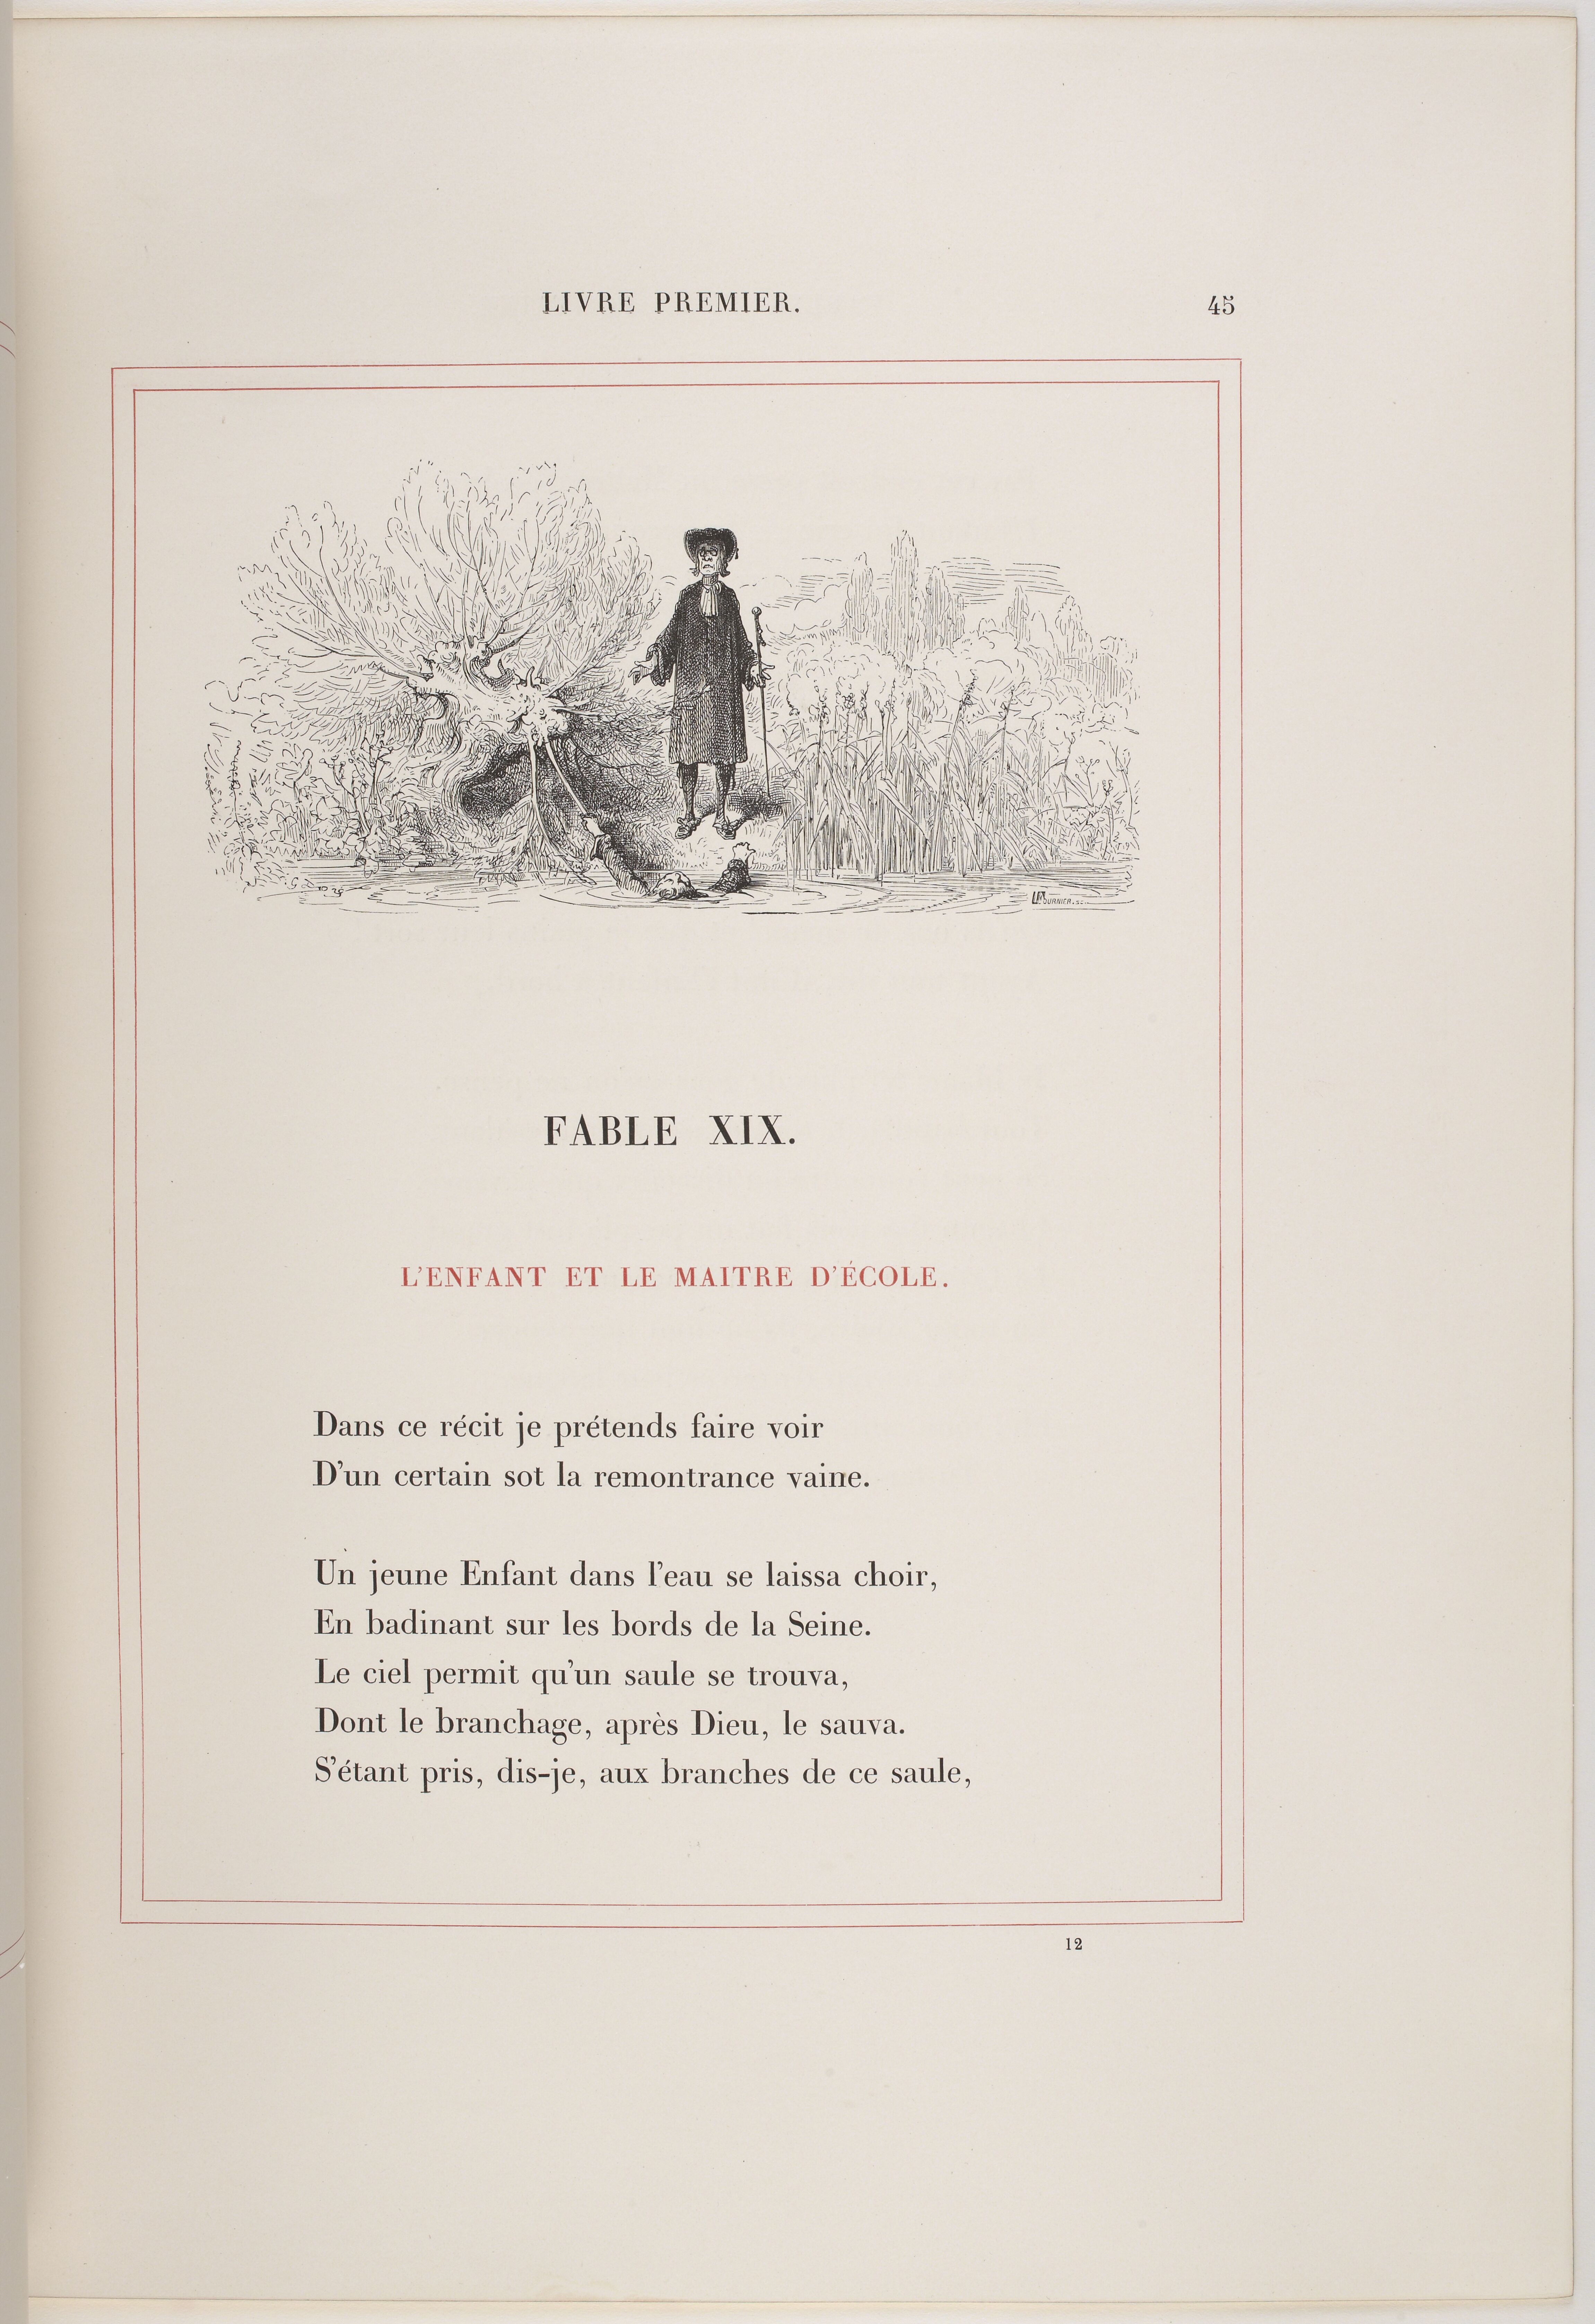 LIVRE PREMIER.
45
FOURNIER. SC.
FABLE XIX.
L'ENFANT ET LE MAITRE D'ÉCOLE.
Dans ce récit je prétends faire voir
D'un certain sot la remontrance vaine.
Un jeune Enfant dans l'eau se laissa choir,
En badinant sur les bords de la Seine.
Le ciel permit qu'un saule se trouva,
Dont le branchage, après Dieu, le sauva.
S'étant pris, dis-je, aux branches de ce saule,
12